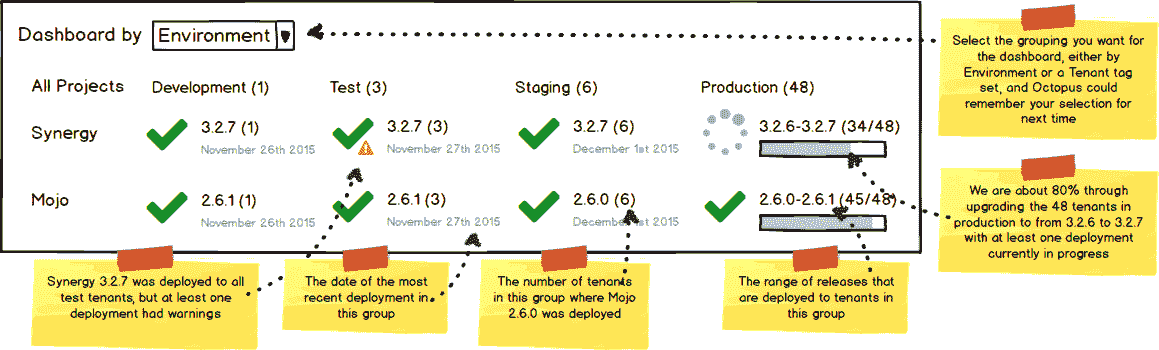 Dashboard by Environment
All Projects Development (1) Test (3) Staging (6) Production (48)
Synergy 3.2.7 (1) 3.2.7 (3) 3.2.7 (6) 3.2.6-3.2.7 (34/48)
November 26th 2015 November 27th 2015 December 1st 2015
Mojo 2.6.1 (1) 2.6.1 (3) 2.6.0 (6) 2.6.0-2.6.1 (45/48)
November 26th 2015 November 27th 2015 December 1st 2015
Select the grouping you want for
the dashboard, either by
Environment or a Tenant tag
set, and Octopus could
remember your selection for
next time
We are about 80% through
upgrading the 48 tenants in
production to from 3.2.6 to 3.2.7
with at least one deployment
currently in progress
Synergy 3.2.7 was deployed to all
test tenants, but at least one
deployment had warnings
The date of the most
recent deployment in
this group
The number of tenants
in this group where Mojo
2.6.0 was deployed
The range of releases that
are deployed to tenants in
this group